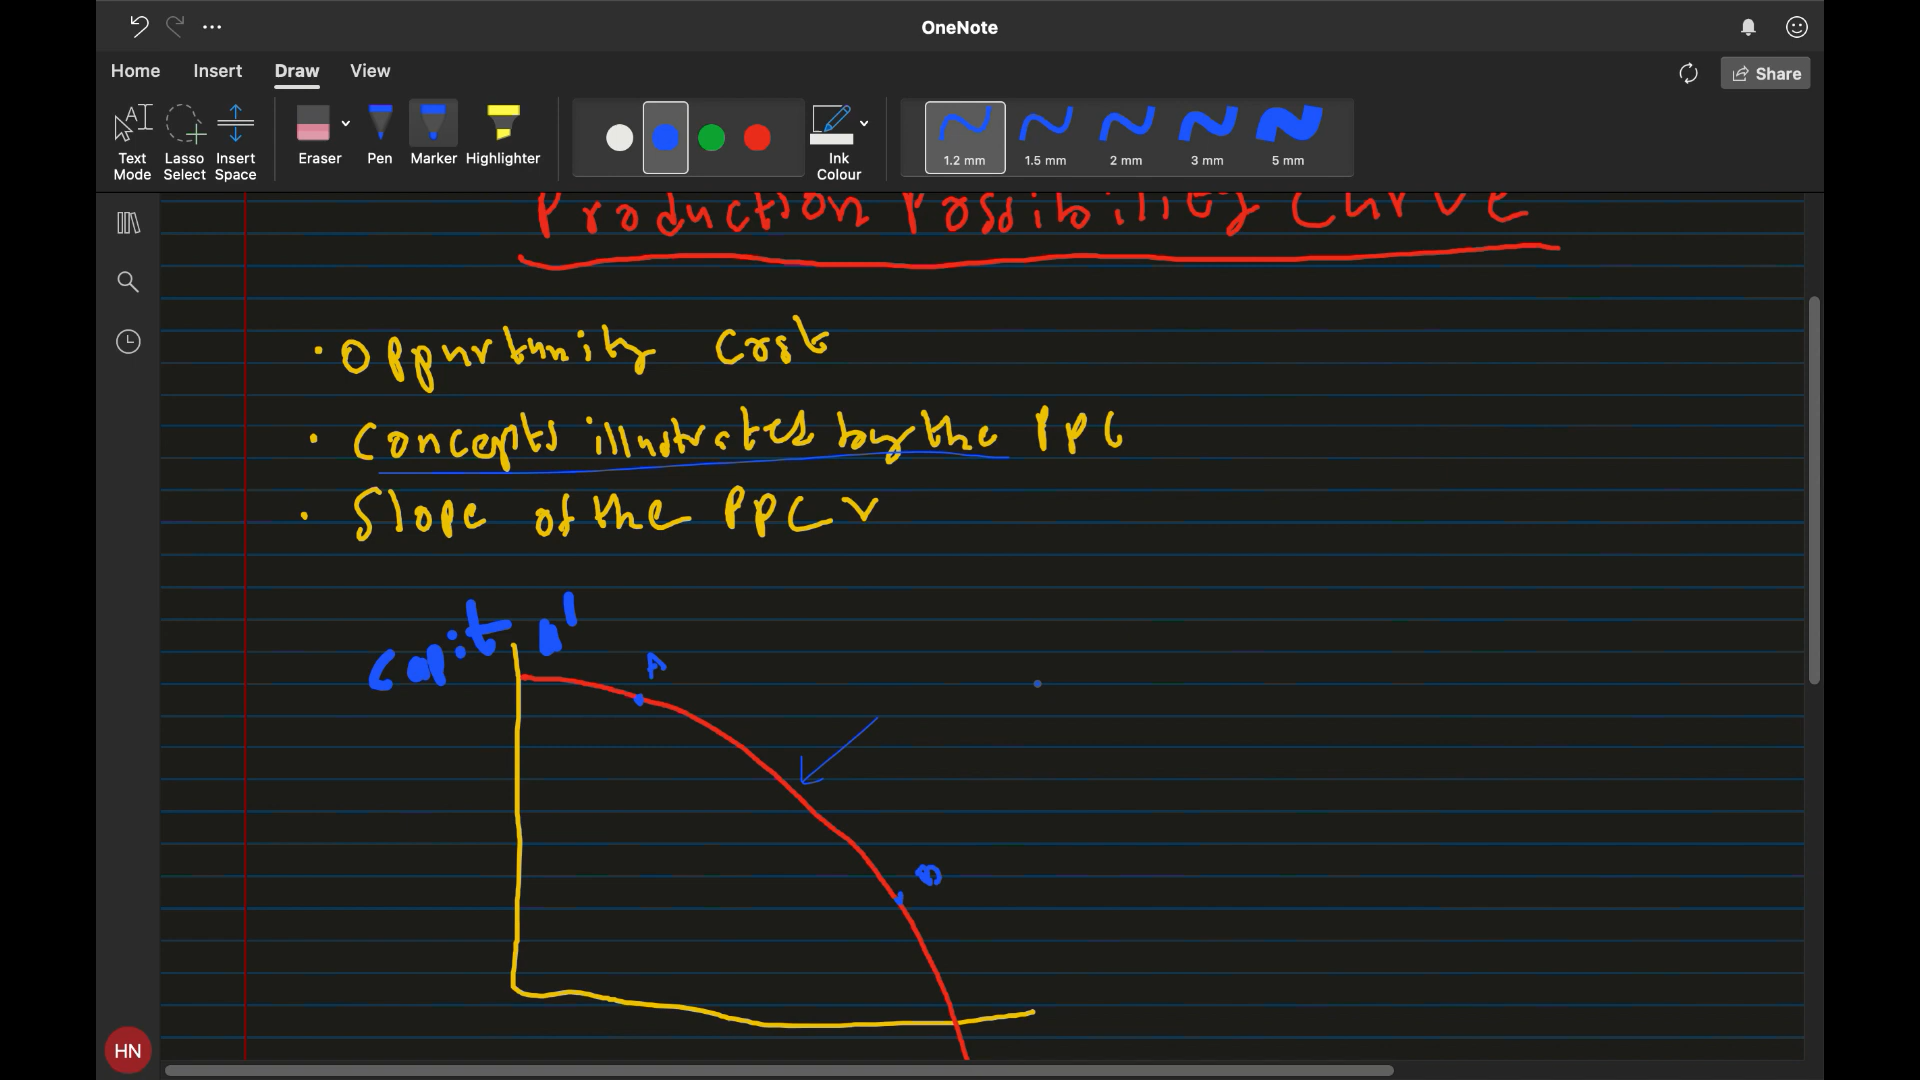 OneNote
Home Insert Draw View
Share
Text Mode
Lasso Select
Insert Space
Eraser
Pen
Marker
Highlighter
Ink Colour
1.2 mm
1.5 mm
2 mm
3 mm
5 mm
Production Possibility Curve
• Oppurtunity Cost
• Concepts illustrates by the PPC
• Slope of the PPC
Capital
A
B
HN